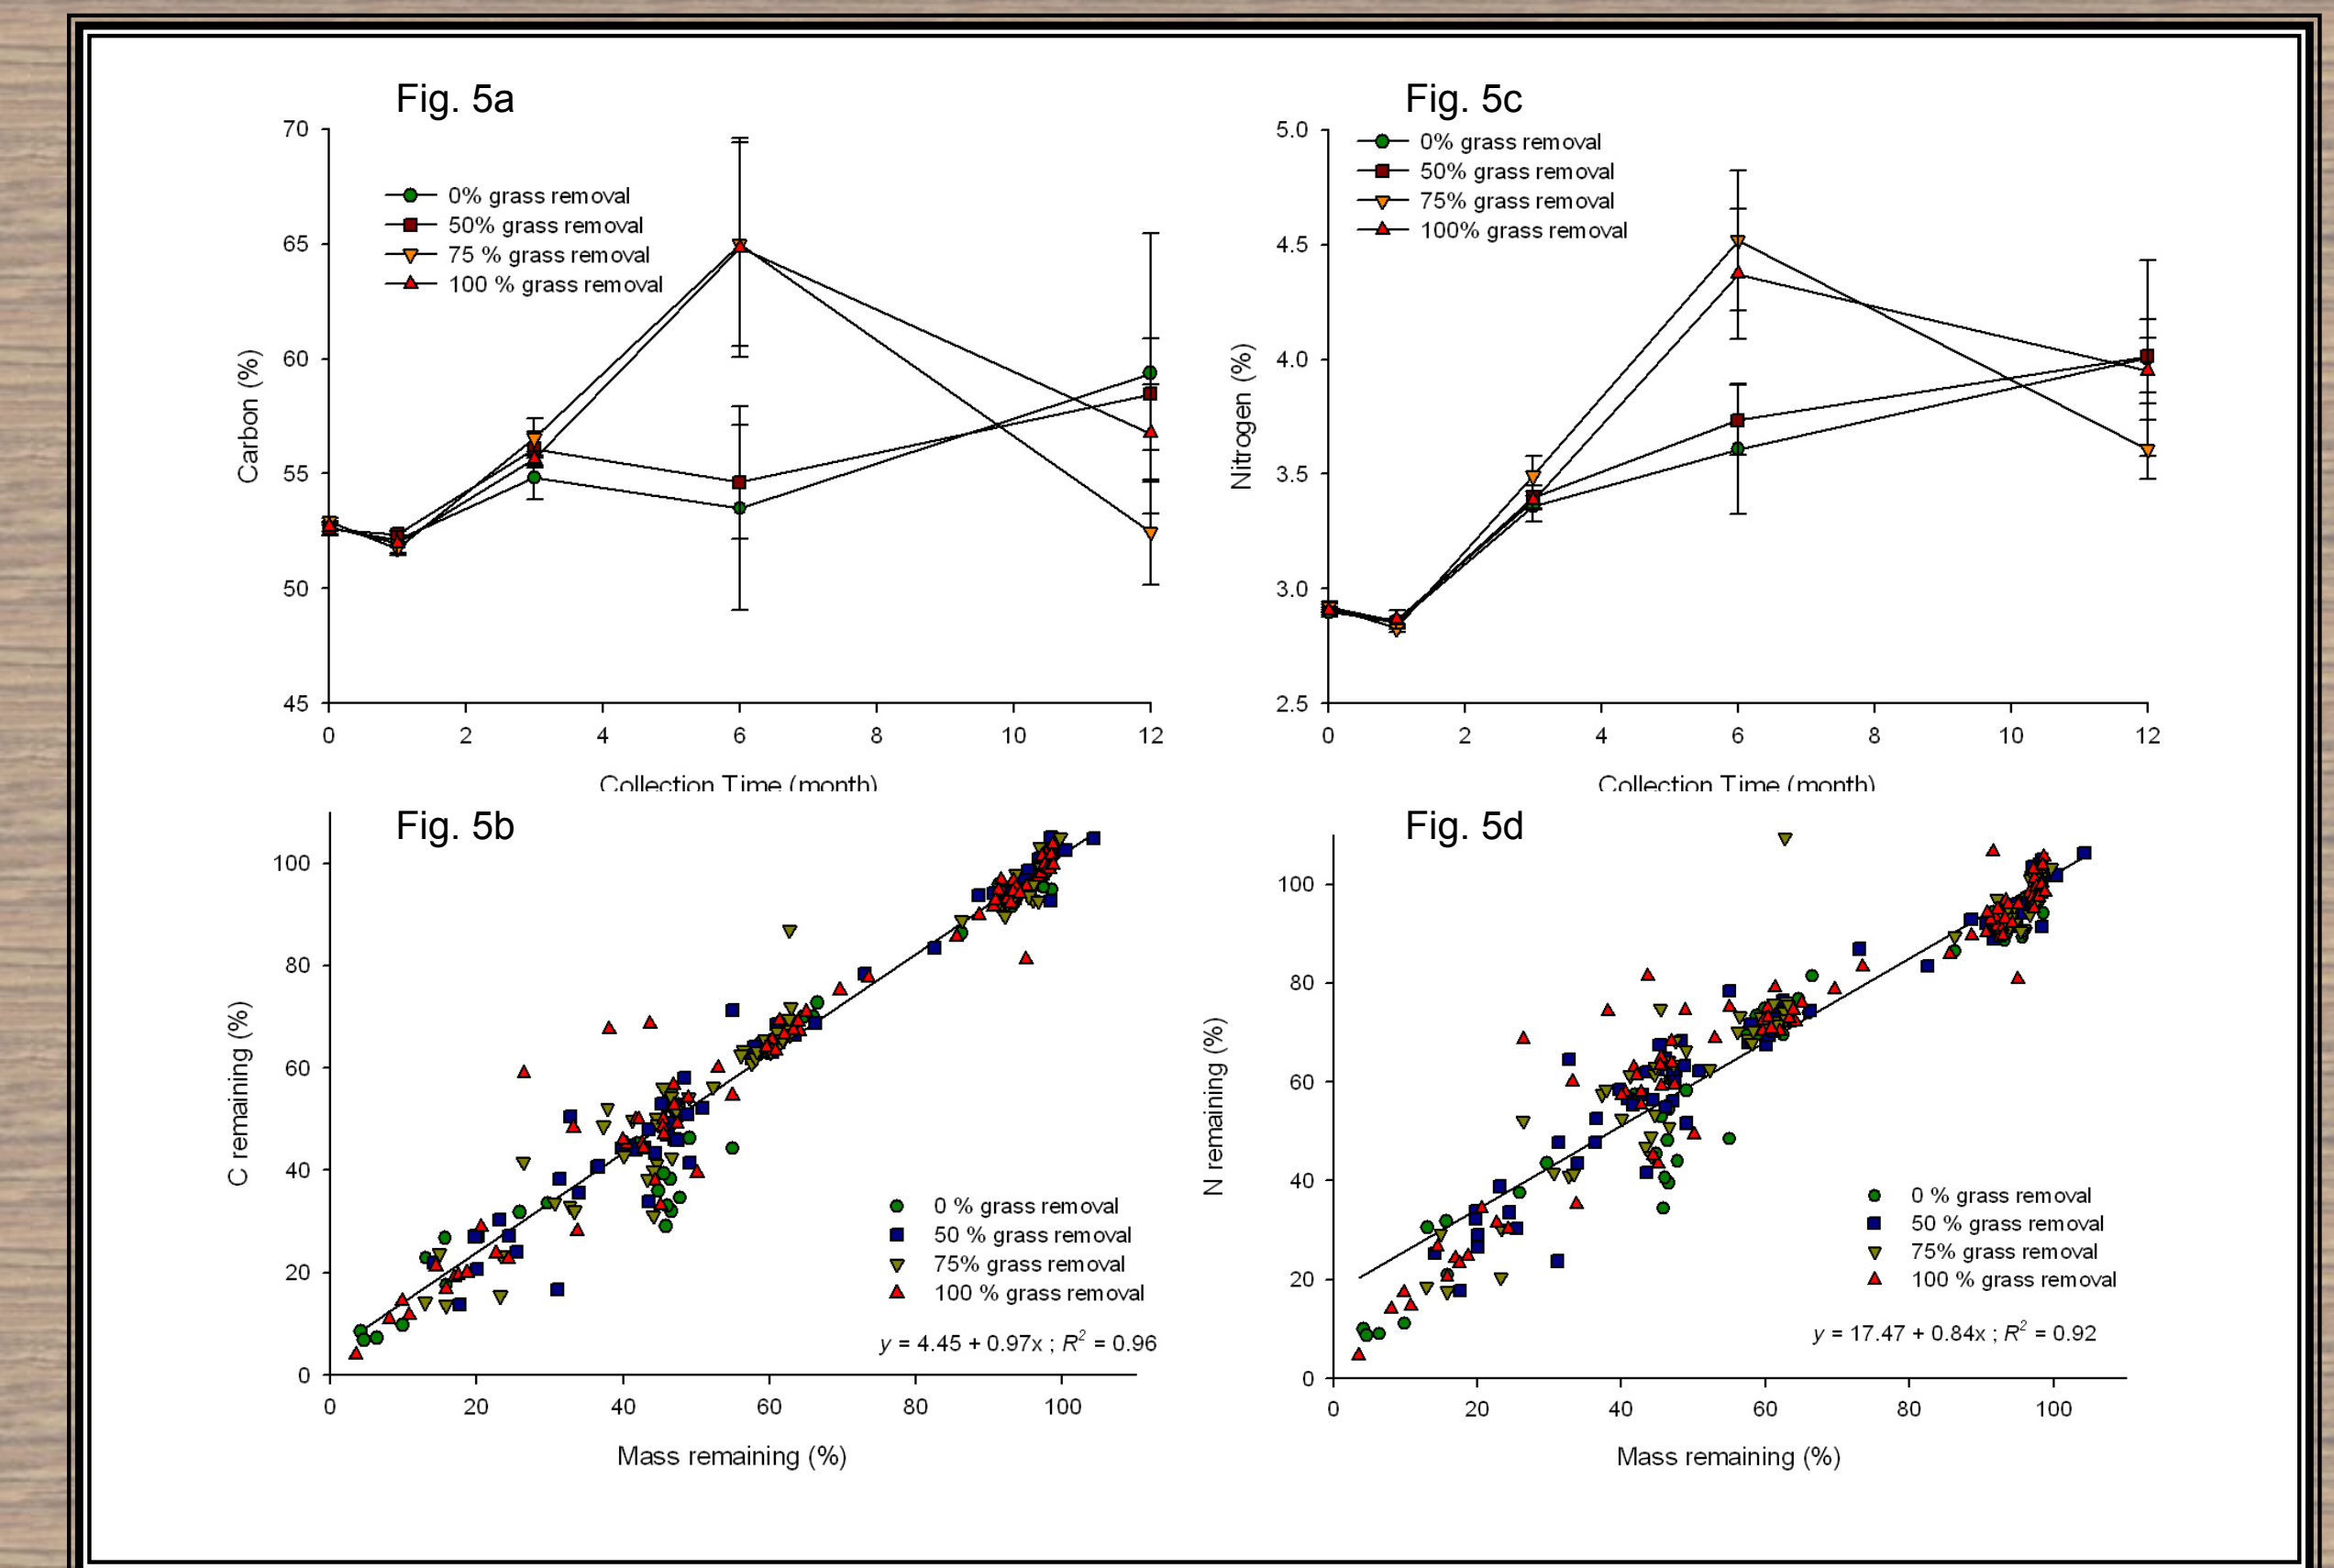 Fig. 5a
70
65
60
55
50
45
Carbon (%)
0% grass removal
50% grass removal
75 % grass removal
100 % grass removal
0 2 4 6 8 10 12
Collection Time (month)
Fig. 5c
5.0
4.5
4.0
3.5
3.0
2.5
Nitrogen (%)
0% grass removal
50% grass removal
75% grass removal
100% grass removal
0 2 4 6 8 10 12
Collection Time (month)
Fig. 5b
100
80
60
40
20
0
C remaining (%)
0 % grass removal
50 % grass removal
75% grass removal
100 % grass removal
y = 4.45 + 0.97x ; R² = 0.96
0 20 40 60 80 100
Mass remaining (%)
Fig. 5d
100
80
60
40
20
0
N remaining (%)
0 % grass removal
50 % grass removal
75% grass removal
100 % grass removal
y = 17.47 + 0.84x ; R² = 0.92
0 20 40 60 80 100
Mass remaining (%)